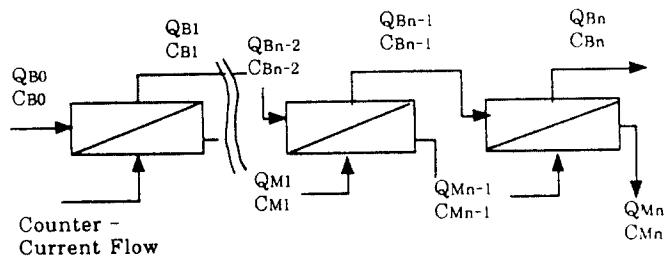 QB0
CB0
QB1
CB1
QBn-2
CBn-2
QBn-1
CBn-1
QBn
CBn
QM1
CM1
QMn-1
CMn-1
QMn
CMn
Counter -
Current Flow